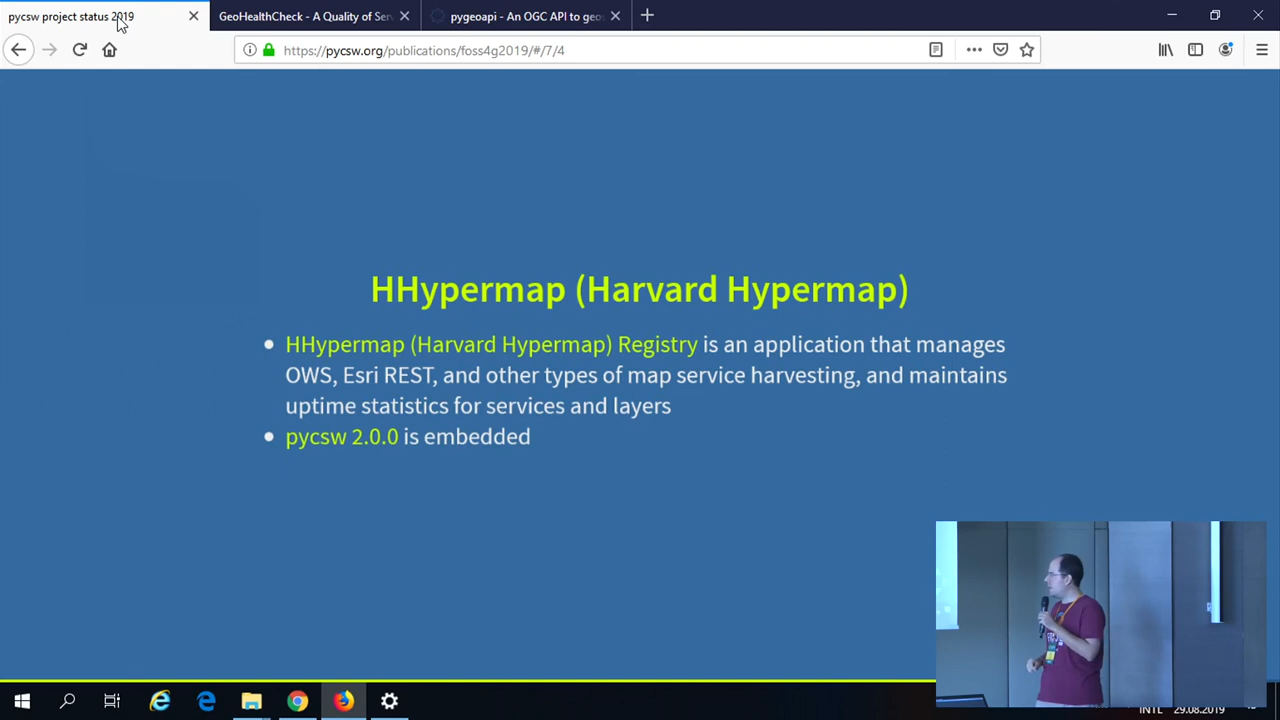 pycsw project status 2019
GeoHealthCheck - A Quality of Ser
pygeoapi - An OGC API to geos
https://pycsw.org/publications/foss4g2019/#/7/4
HHypermap (Harvard Hypermap)
HHypermap (Harvard Hypermap) Registry is an application that manages
OWS, Esri REST, and other types of map service harvesting, and maintains
uptime statistics for services and layers
pycsw 2.0.0 is embedded
INTL 29.08.2019